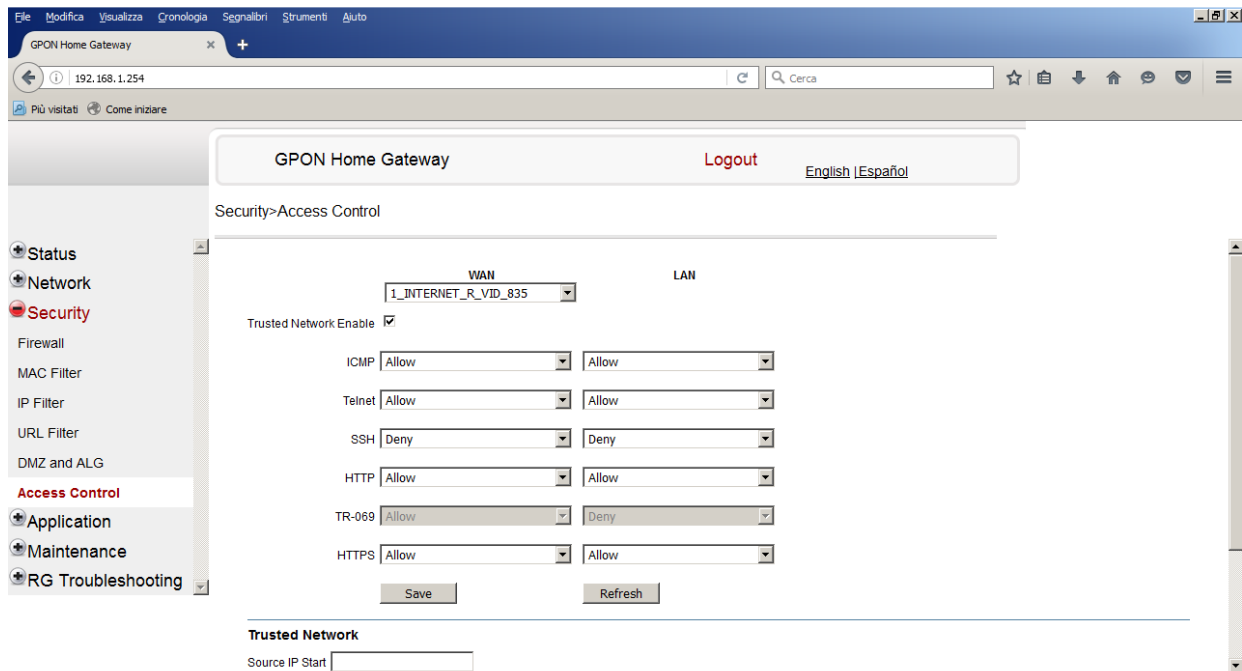 File Modifica Visualizza Cronologia Segnalibri Strumenti Aiuto
GPON Home Gateway
192.168.1.254
Cerca
Più visitati Come iniziare
GPON Home Gateway Logout English | Español
Security>Access Control
Status
Network
Security
Firewall
MAC Filter
IP Filter
URL Filter
DMZ and ALG
Access Control
Application
Maintenance
RG Troubleshooting
WAN LAN
1_INTERNET_R_VID_835
Trusted Network Enable
ICMP Allow Allow
Telnet Allow Allow
SSH Deny Deny
HTTP Allow Allow
TR-069 Allow Deny
HTTPS Allow Allow
Save Refresh
Trusted Network
Source IP Start